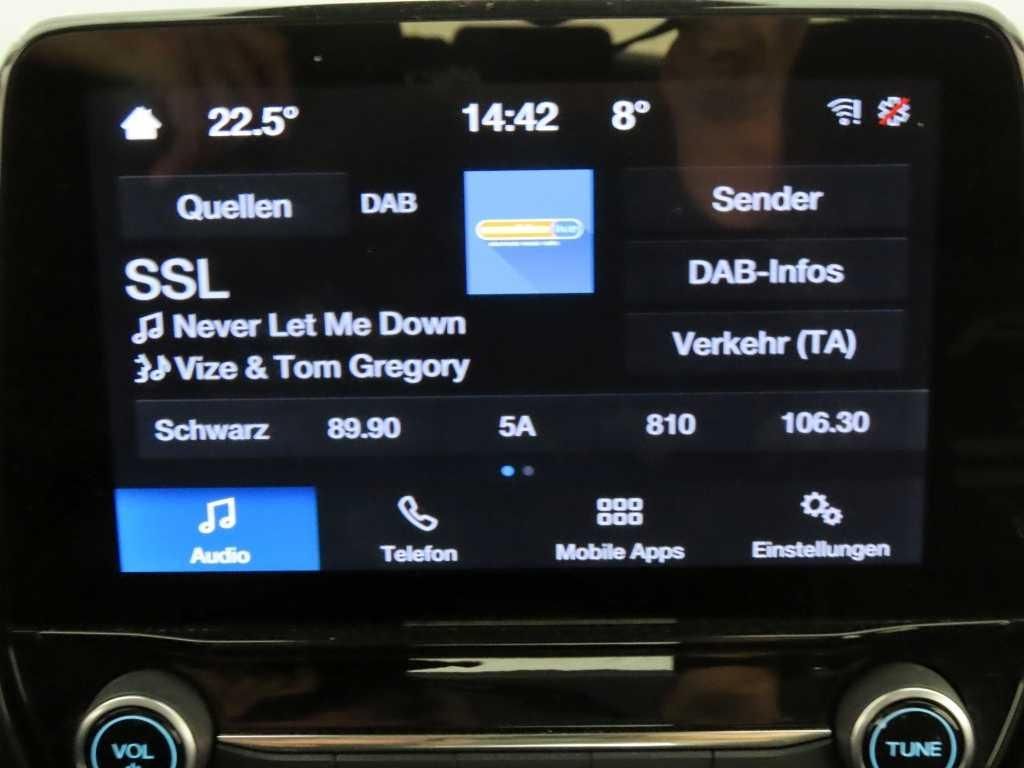 22.5° 14:42 8°
Quellen DAB Sender
SSL DAB-Infos
Never Let Me Down
Vize & Tom Gregory Verkehr (TA)
Schwarz 89.90 5A 810 106.30
Audio Telefon Mobile Apps Einstellungen
VOL TUNE